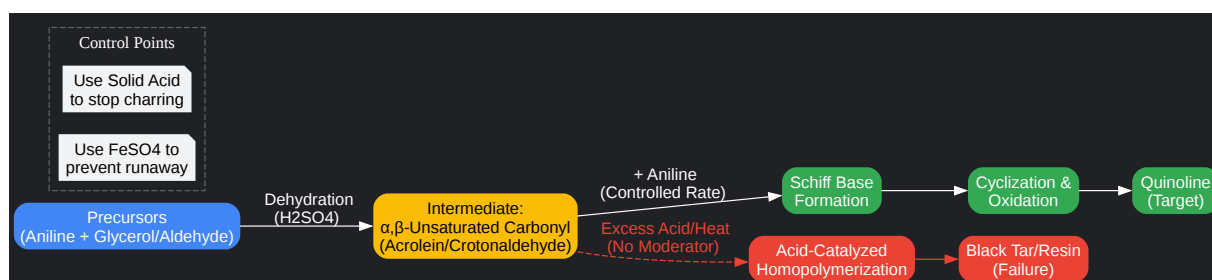 Control Points
Use Solid Acid
to stop charring
Use FeSO4 to
prevent runaway
Precursors
(Aniline + Glycerol/Aldehyde)
Dehydration
(H2SO4)
Intermediate:
α,β-Unsaturated Carbonyl
(Acrolein/Crotonaldehyde)
+ Aniline
(Controlled Rate)
Schiff Base
Formation
Cyclization &
Oxidation
Quinoline
(Target)
Excess Acid/Heat
(No Moderator)
Acid-Catalyzed
Homopolymerization
Black Tar/Resin
(Failure)